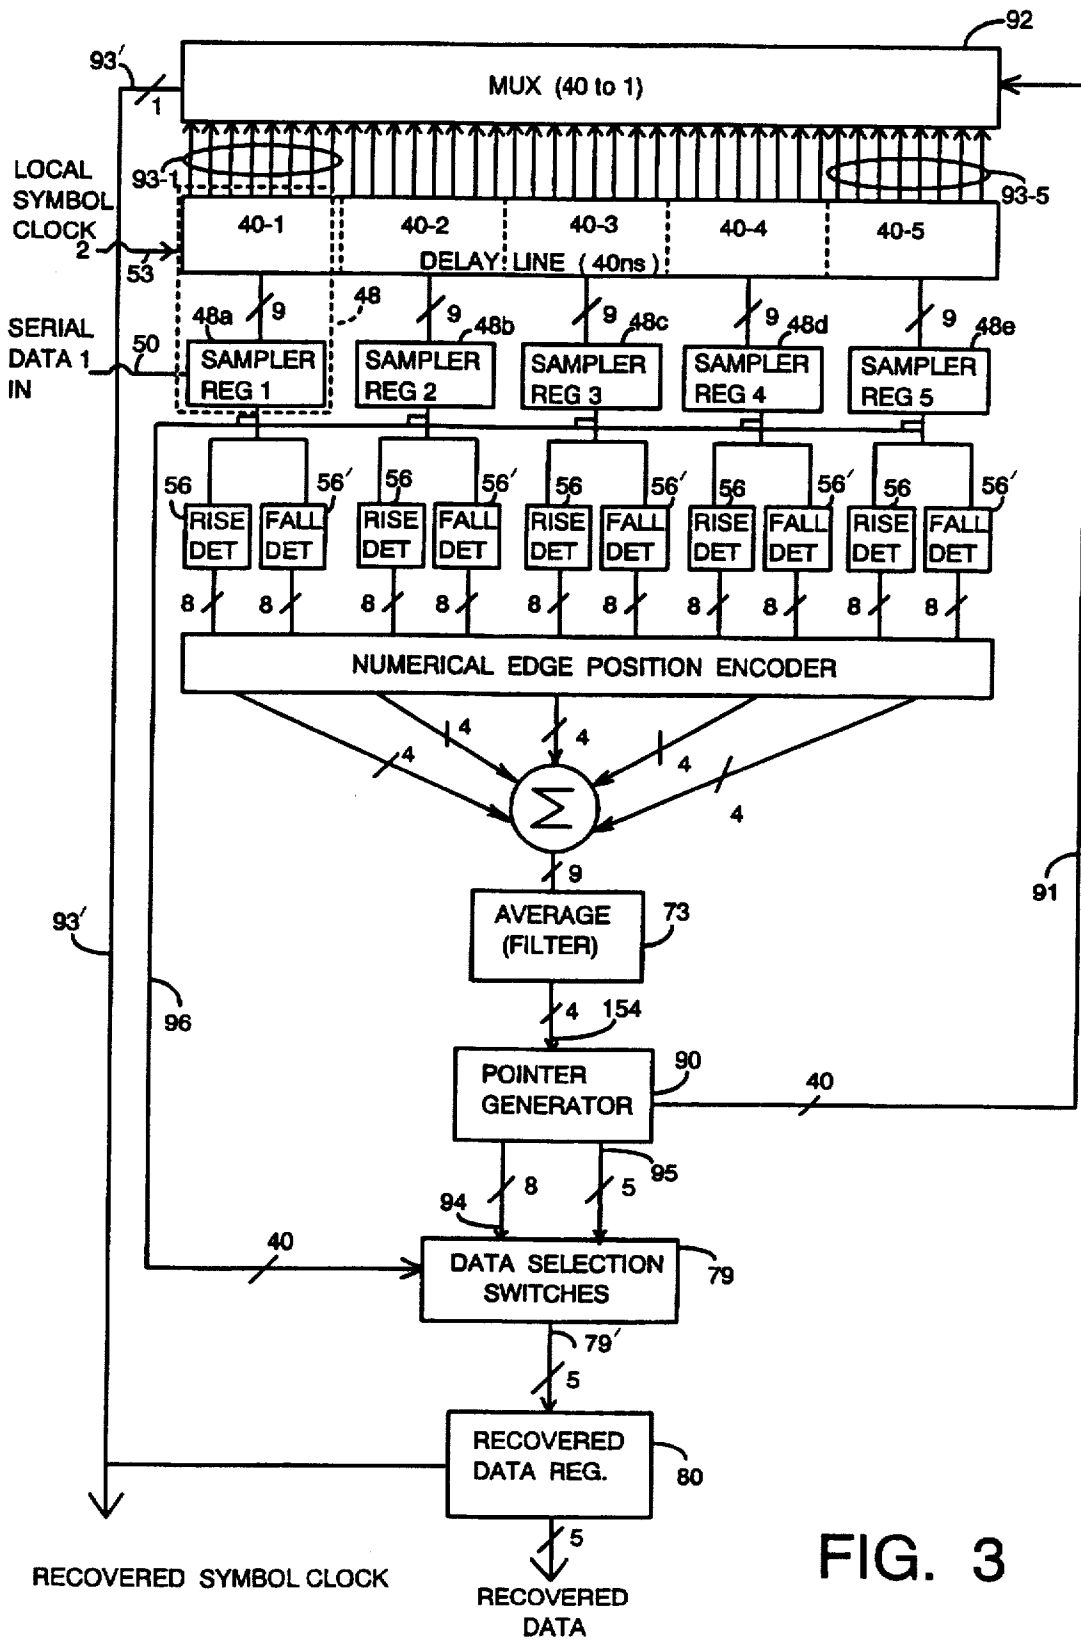 92
93′
MUX (40 to 1)
1
93-1
93-5
LOCAL
SYMBOL
CLOCK
2
53
40-1
40-2
40-3
40-4
40-5
DELAY LINE (40ns)
9
9
9
9
9
48
48a
48b
48c
48d
48e
SERIAL
DATA 1
IN
50
SAMPLER
REG 1
SAMPLER
REG 2
SAMPLER
REG 3
SAMPLER
REG 4
SAMPLER
REG 5
56
56′
56
56′
56
56′
56
56′
56
56′
RISE
DET
FALL
DET
RISE
DET
FALL
DET
RISE
DET
FALL
DET
RISE
DET
FALL
DET
RISE
DET
FALL
DET
8
8
8
8
8
8
8
8
8
8
NUMERICAL EDGE POSITION ENCODER
4
4
4
4
4
Σ
9
91
93′
AVERAGE
(FILTER)
73
96
4
154
POINTER
GENERATOR
90
40
95
8
5
94
40
DATA SELECTION
SWITCHES
79
79′
5
RECOVERED
DATA REG.
80
5
RECOVERED SYMBOL CLOCK
RECOVERED
DATA
FIG. 3